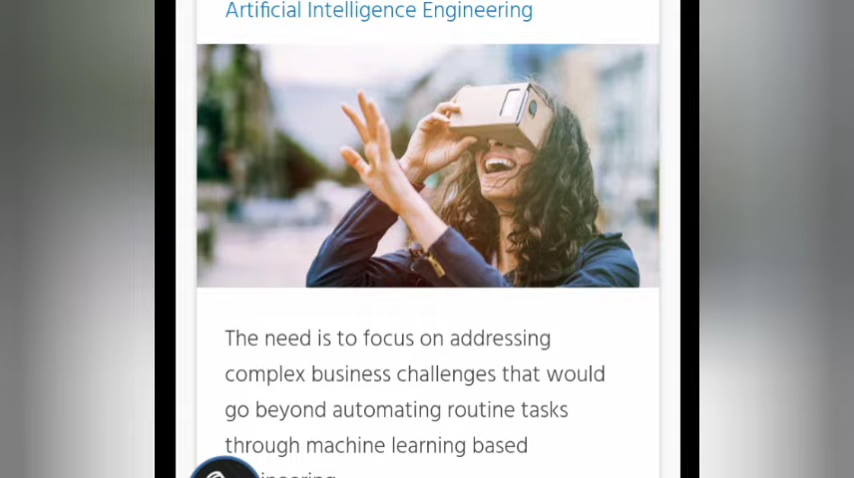 Artificial Intelligence Engineering
The need is to focus on addressing
complex business challenges that would
go beyond automating routine tasks
through machine learning based